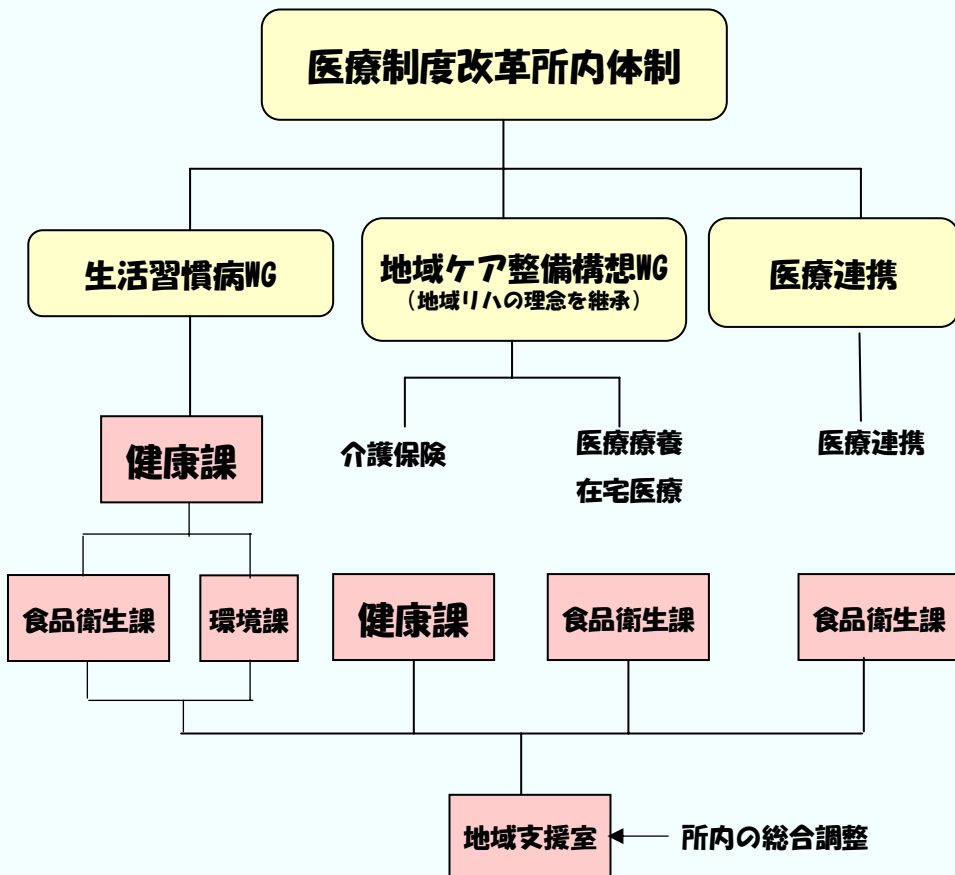 医療制度改革所内体制
生活習慣病WG
地域ケア整備構想WG
（地域リハの理念を継承）
医療連携
健康課
介護保険
医療療養
在宅医療
医療連携
食品衛生課
環境課
健康課
食品衛生課
食品衛生課
地域支援室
所内の総合調整